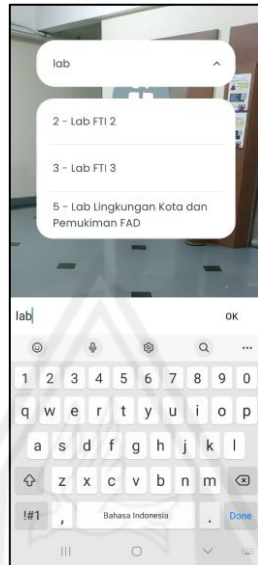 lab
2 - Lab FTI 2
3 - Lab FTI 3
5 - Lab Lingkungan Kota dan
Pemukiman FAD
lab OK
1 2 3 4 5 6 7 8 9 0
q w e r t y u i o p
a s d f g h j k l
z x c v b n m
!#1 , Bahasa Indonesia . Done